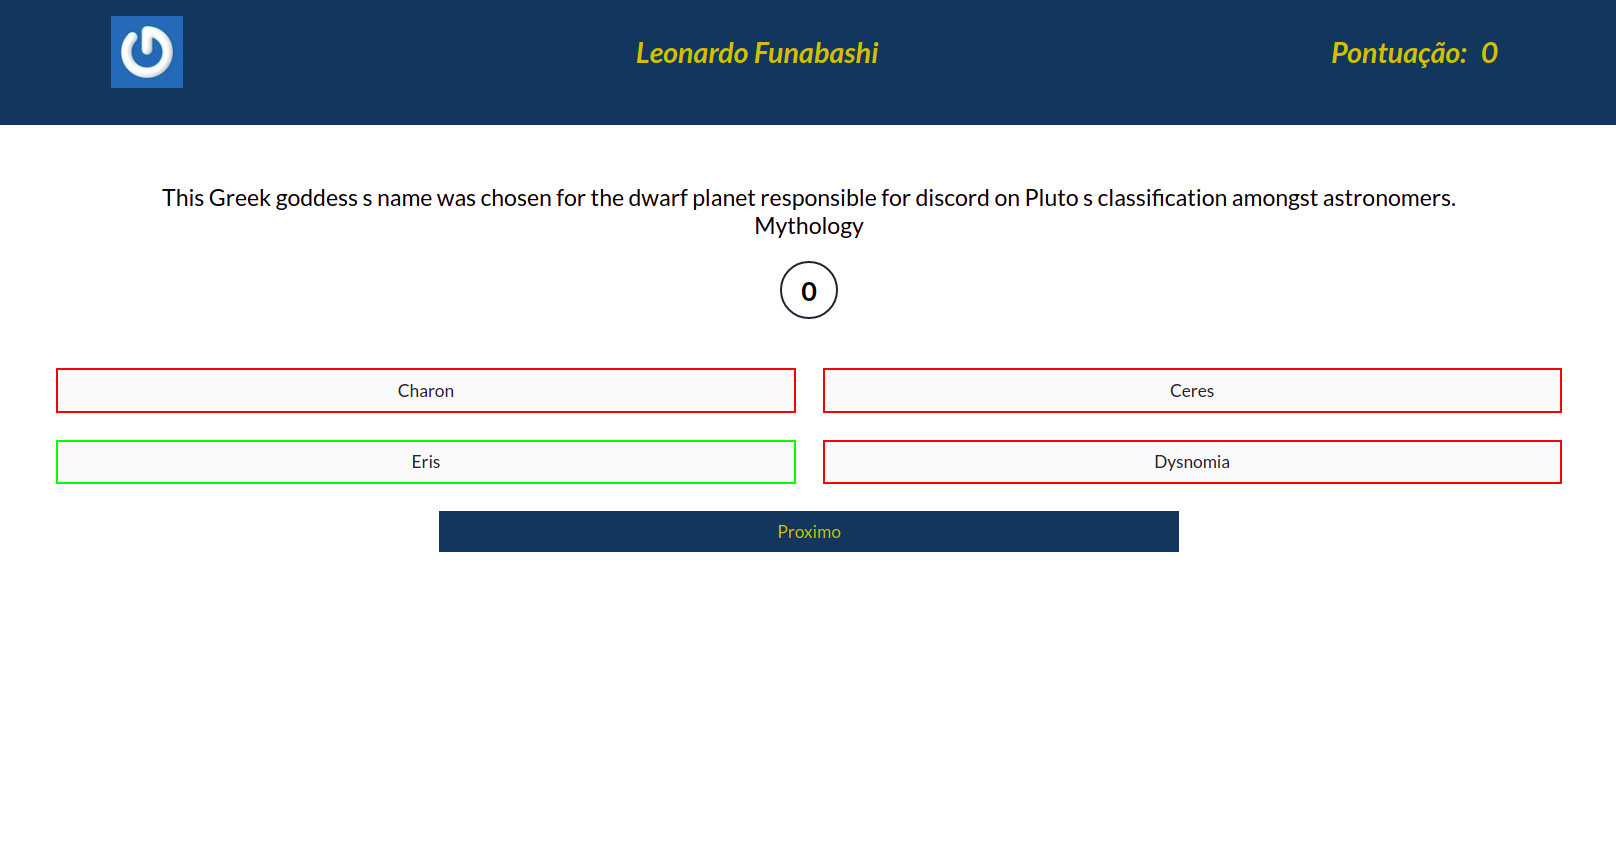 Leonardo Funabashi
Pontuação: 0
This Greek goddess s name was chosen for the dwarf planet responsible for discord on Pluto s classification amongst astronomers.
Mythology
0
Charon
Ceres
Eris
Dysnomia
Proximo